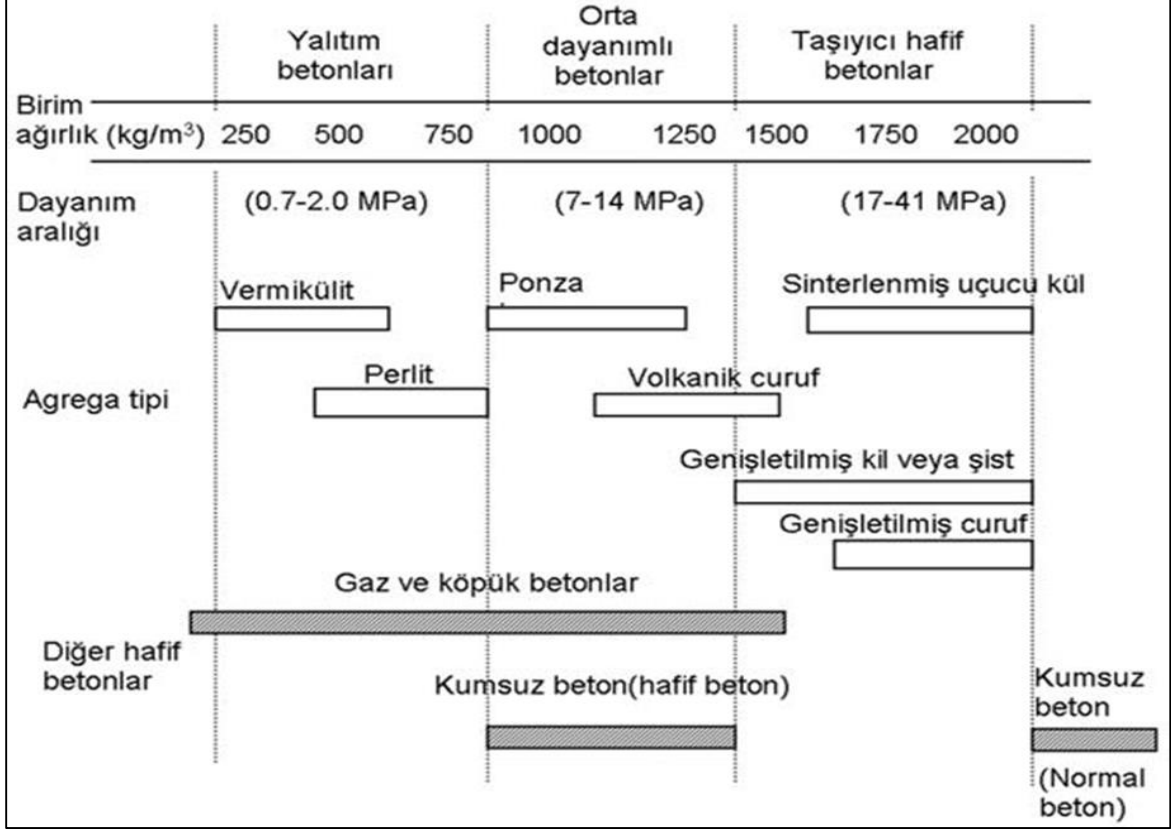 Yalıtım
betonları
Orta
dayanımlı
betonlar
Taşıyıcı hafif
betonlar
Birim
ağırlık (kg/m³) 250 500 750 1000 1250 1500 1750 2000
Dayanım
aralığı
(0.7-2.0 MPa) (7-14 MPa) (17-41 MPa)
Vermikülit Ponza Sinterlenmiş uçucu kül
Agrega tipi
Perlit Volkanik curuf
Genişletilmiş kil veya şist
Genişletilmiş curuf
Gaz ve köpük betonlar
Diğer hafif
betonlar
Kumsuz beton(hafif beton)
Kumsuz
beton
(Normal
beton)